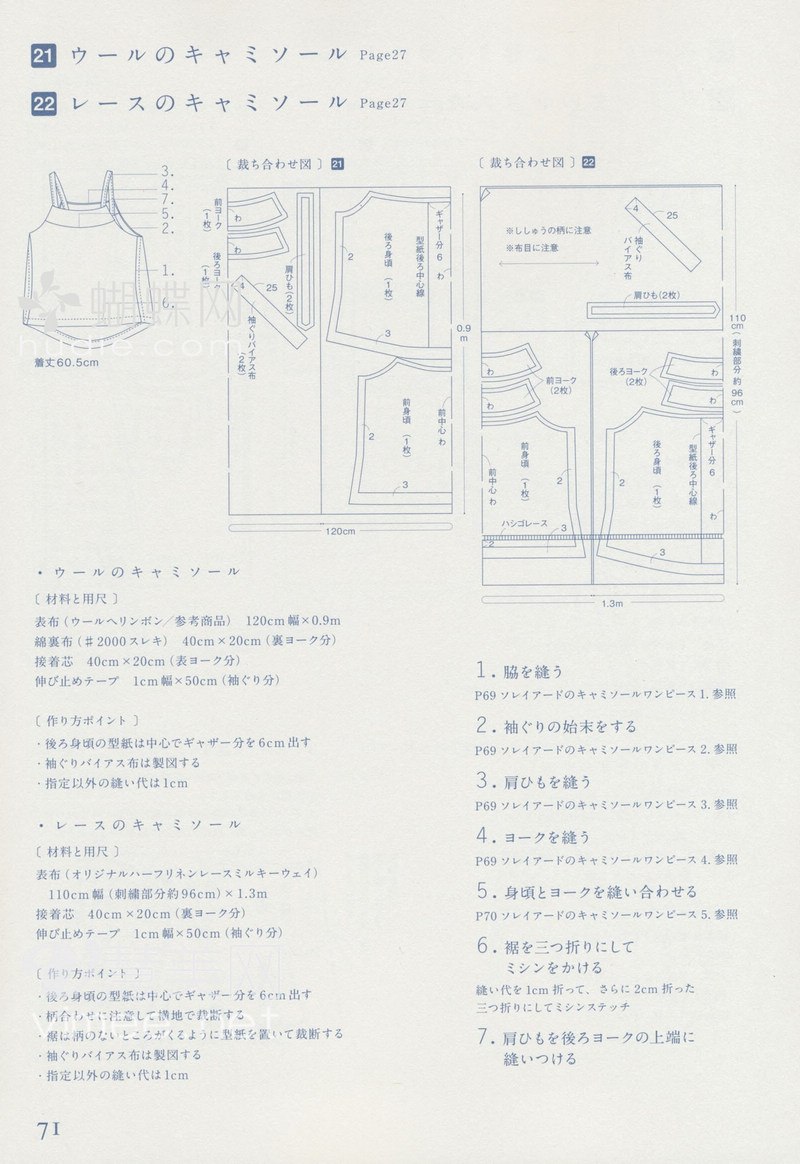 21 ウールのキャミソール Page27
22 レースのキャミソール Page27
〔 裁ち合わせ図 〕 21
〔 裁ち合わせ図 〕 22
3.
4.
7.
5.
2.
1.
6.
着丈60.5cm
前ヨーク(1枚)
わ
わ
後ろヨーク(1枚)
肩ひも(2枚)
4
25
袖ぐりバイアス布(2枚)
2
後ろ身頃(1枚)
型紙後ろ中心線
ギャザー分 6
わ
3
前身頃(1枚)
前中心 わ
2
3
0.9m
120cm
※ししゅうの柄に注意
※布目に注意
4
25
袖ぐりバイアス布
肩ひも(2枚)
わ
わ
前ヨーク(2枚)
後ろヨーク(2枚)
わ
わ
前中心 わ
前身頃(1枚)
2
2
後ろ身頃(1枚)
型紙後ろ中心線
ギャザー分 6
わ
ハシゴレース
3
2
3
110cm(刺繍部分 約96cm)
1.3m
・ウールのキャミソール
〔 材料と用尺 〕
表布(ウールヘリンボン/参考商品) 120cm幅×0.9m
綿裏布(♯2000スレキ) 40cm×20cm(裏ヨーク分)
接着芯 40cm×20cm(表ヨーク分)
伸び止めテープ 1cm幅×50cm(袖ぐり分)
〔 作り方ポイント 〕
・後ろ身頃の型紙は中心でギャザー分を6cm出す
・袖ぐりバイアス布は製図する
・指定以外の縫い代は1cm
・レースのキャミソール
〔 材料と用尺 〕
表布(オリジナルハーフリネンレースミルキーウェイ)
110cm幅(刺繍部分約96cm)×1.3m
接着芯 40cm×20cm(裏ヨーク分)
伸び止めテープ 1cm幅×50cm(袖ぐり分)
〔 作り方ポイント 〕
・後ろ身頃の型紙は中心でギャザー分を6cm出す
・柄合わせに注意して横地で裁断する
・裾は柄のないところがくるように型紙を置いて裁断する
・袖ぐりバイアス布は製図する
・指定以外の縫い代は1cm
1. 脇を縫う
P69 ソレイアードのキャミソールワンピース1. 参照
2. 袖ぐりの始末をする
P69 ソレイアードのキャミソールワンピース2. 参照
3. 肩ひもを縫う
P69 ソレイアードのキャミソールワンピース3. 参照
4. ヨークを縫う
P69 ソレイアードのキャミソールワンピース4. 参照
5. 身頃とヨークを縫い合わせる
P70 ソレイアードのキャミソールワンピース5. 参照
6. 裾を三つ折りにして
ミシンをかける
縫い代を1cm折って、さらに2cm折った
三つ折りにしてミシンステッチ
7. 肩ひもを後ろヨークの上端に
縫いつける
71
蝴蝶网